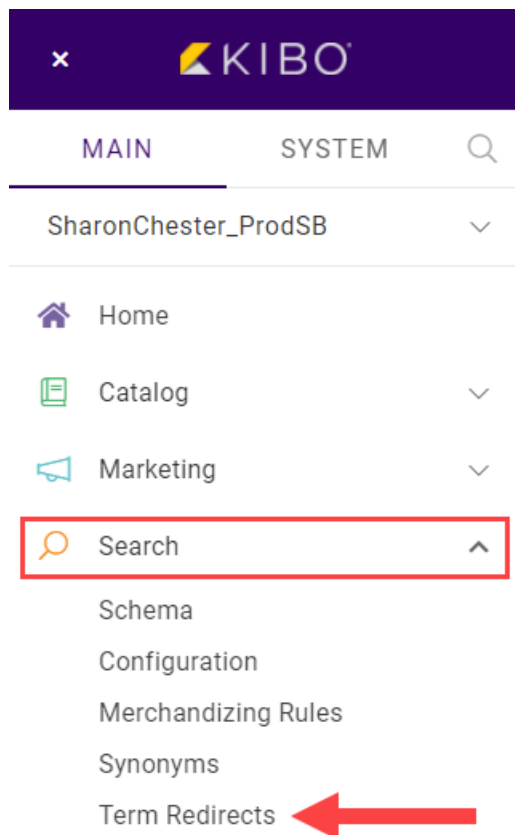 KIBO
MAIN SYSTEM
SharonChester_ProdSB
Home
Catalog
Marketing
Search
Schema
Configuration
Merchandizing Rules
Synonyms
Term Redirects